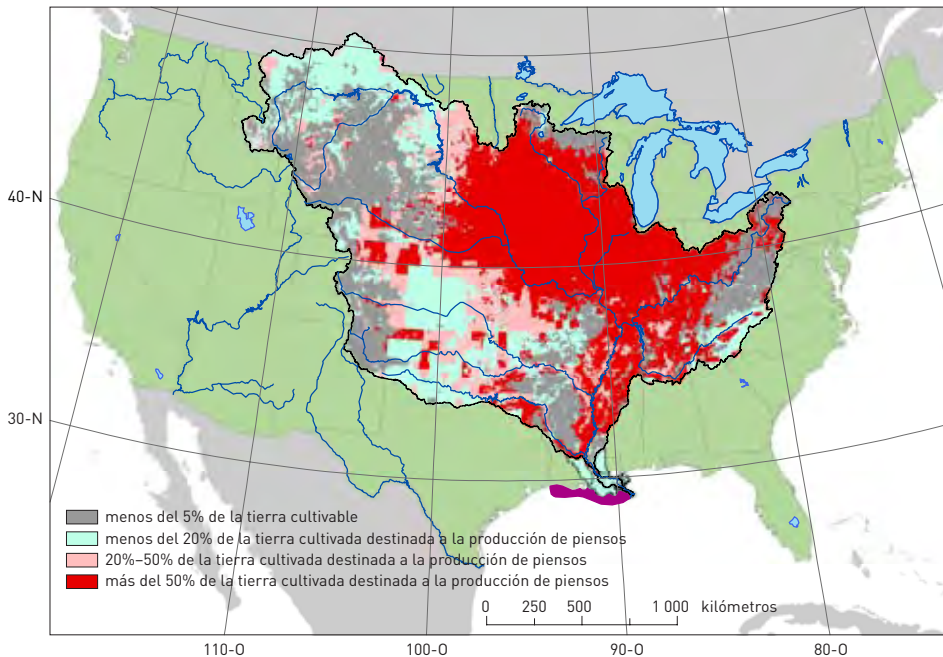 40-N
30-N
menos del 5% de la tierra cultivable
menos del 20% de la tierra cultivada destinada a la producción de piensos
20%–50% de la tierra cultivada destinada a la producción de piensos
más del 50% de la tierra cultivada destinada a la producción de piensos
0 250 500 1 000 kilómetros
110-O 100-O 90-O 80-O